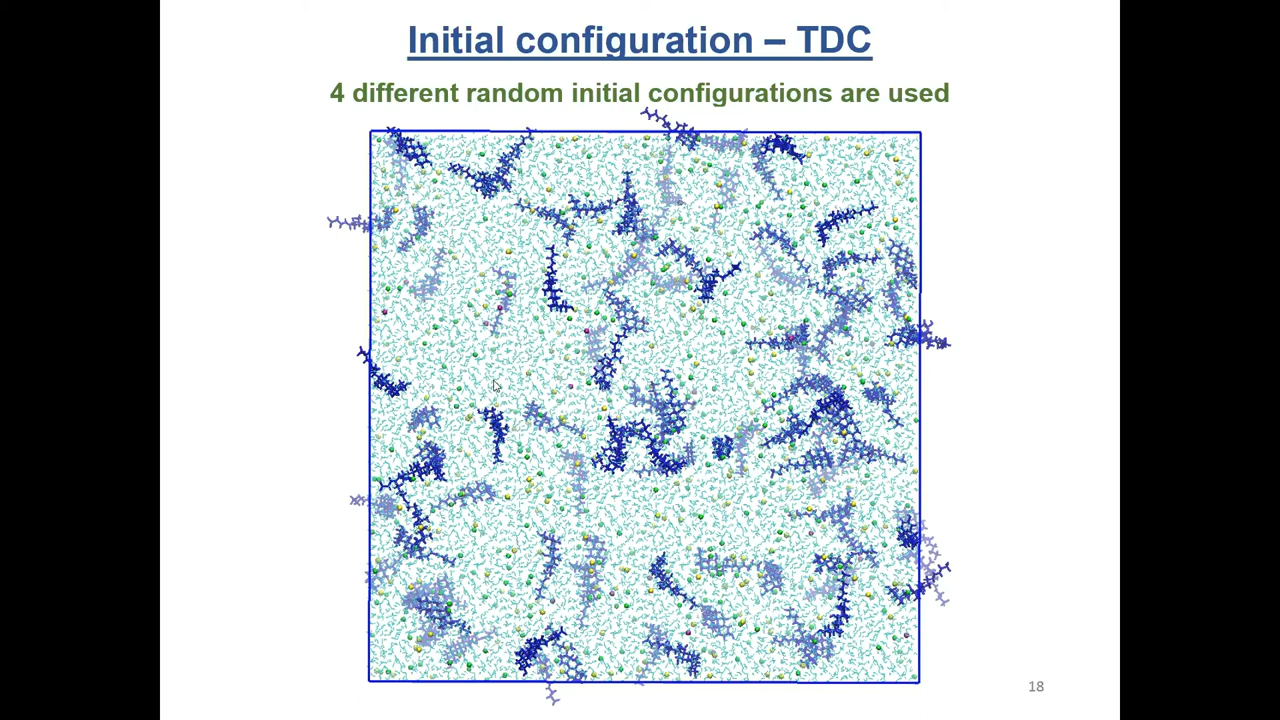 Initial configuration – TDC
4 different random initial configurations are used
18